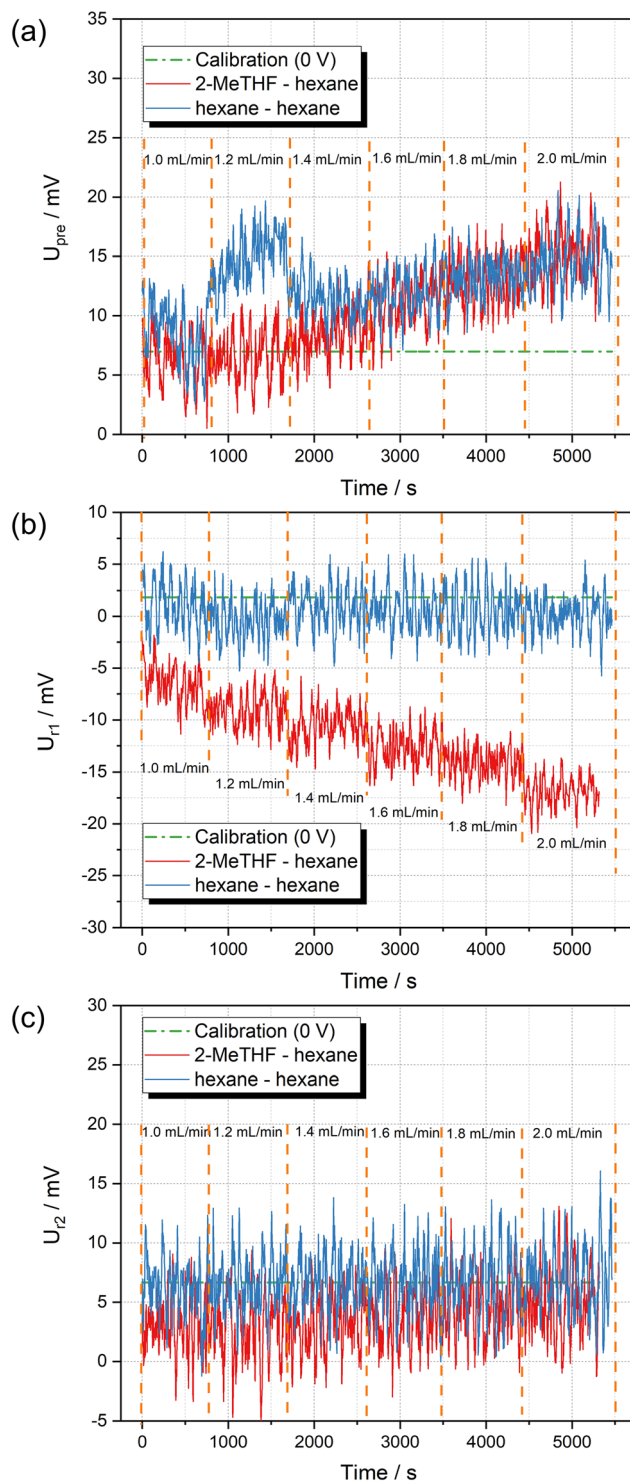 (a)
35
30
25
20
15
10
5
0
U_pre / mV
Calibration (0 V)
2-MeTHF - hexane
hexane - hexane
1.0 mL/min 1.2 mL/min 1.4 mL/min 1.6 mL/min 1.8 mL/min 2.0 mL/min
0 1000 2000 3000 4000 5000
Time / s
(b)
10
5
0
-5
-10
-15
-20
-25
-30
U_r1 / mV
1.0 mL/min
1.2 mL/min
1.4 mL/min
1.6 mL/min
1.8 mL/min
2.0 mL/min
Calibration (0 V)
2-MeTHF - hexane
hexane - hexane
0 1000 2000 3000 4000 5000
Time / s
(c)
30
25
20
15
10
5
0
-5
U_r2 / mV
Calibration (0 V)
2-MeTHF - hexane
hexane - hexane
1.0 mL/min 1.2 mL/min 1.4 mL/min 1.6 mL/min 1.8 mL/min 2.0 mL/min
0 1000 2000 3000 4000 5000
Time / s